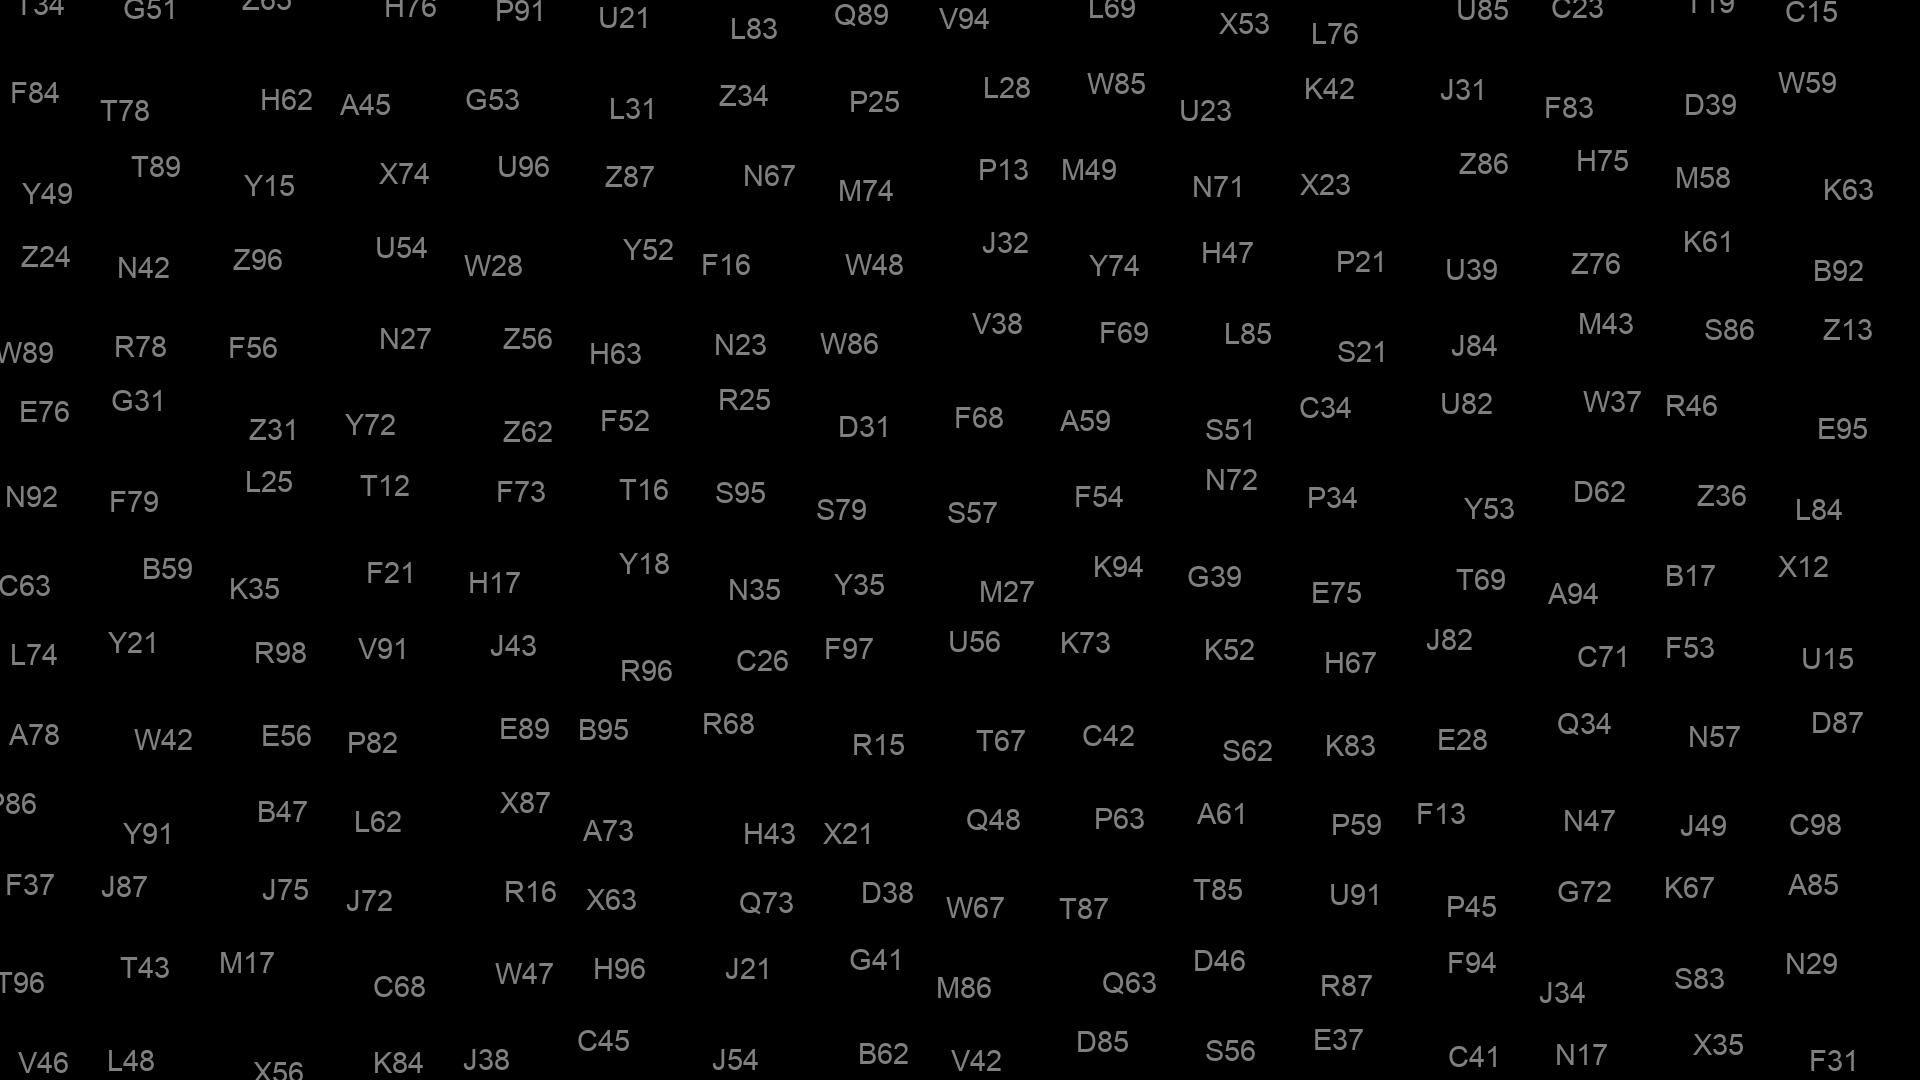 T34 G51 Z65 H76 P91 U21 L83 Q89 V94 L69 X53 L76 U85 C23 T19 C15
F84 T78 H62 A45 G53 L31 Z34 P25 L28 W85 U23 K42 J31 F83 D39 W59
Y49 T89 Y15 X74 U96 Z87 N67 M74 P13 M49 N71 X23 Z86 H75 M58 K63
Z24 N42 Z96 U54 W28 Y52 F16 W48 J32 Y74 H47 P21 U39 Z76 K61 B92
W89 R78 F56 N27 Z56 H63 N23 W86 V38 F69 L85 S21 J84 M43 S86 Z13
E76 G31 Z31 Y72 Z62 F52 R25 D31 F68 A59 S51 C34 U82 W37 R46 E95
N92 F79 L25 T12 F73 T16 S95 S79 S57 F54 N72 P34 Y53 D62 Z36 L84
C63 B59 K35 F21 H17 Y18 N35 Y35 M27 K94 G39 E75 T69 A94 B17 X12
L74 Y21 R98 V91 J43 R96 C26 F97 U56 K73 K52 H67 J82 C71 F53 U15
A78 W42 E56 P82 E89 B95 R68 R15 T67 C42 S62 K83 E28 Q34 N57 D87
P86 Y91 B47 L62 X87 A73 H43 X21 Q48 P63 A61 P59 F13 N47 J49 C98
F37 J87 J75 J72 R16 X63 Q73 D38 W67 T87 T85 U91 P45 G72 K67 A85
T96 T43 M17 C68 W47 H96 J21 G41 M86 Q63 D46 R87 F94 J34 S83 N29
V46 L48 X56 K84 J38 C45 J54 B62 V42 D85 S56 E37 C41 N17 X35 F31